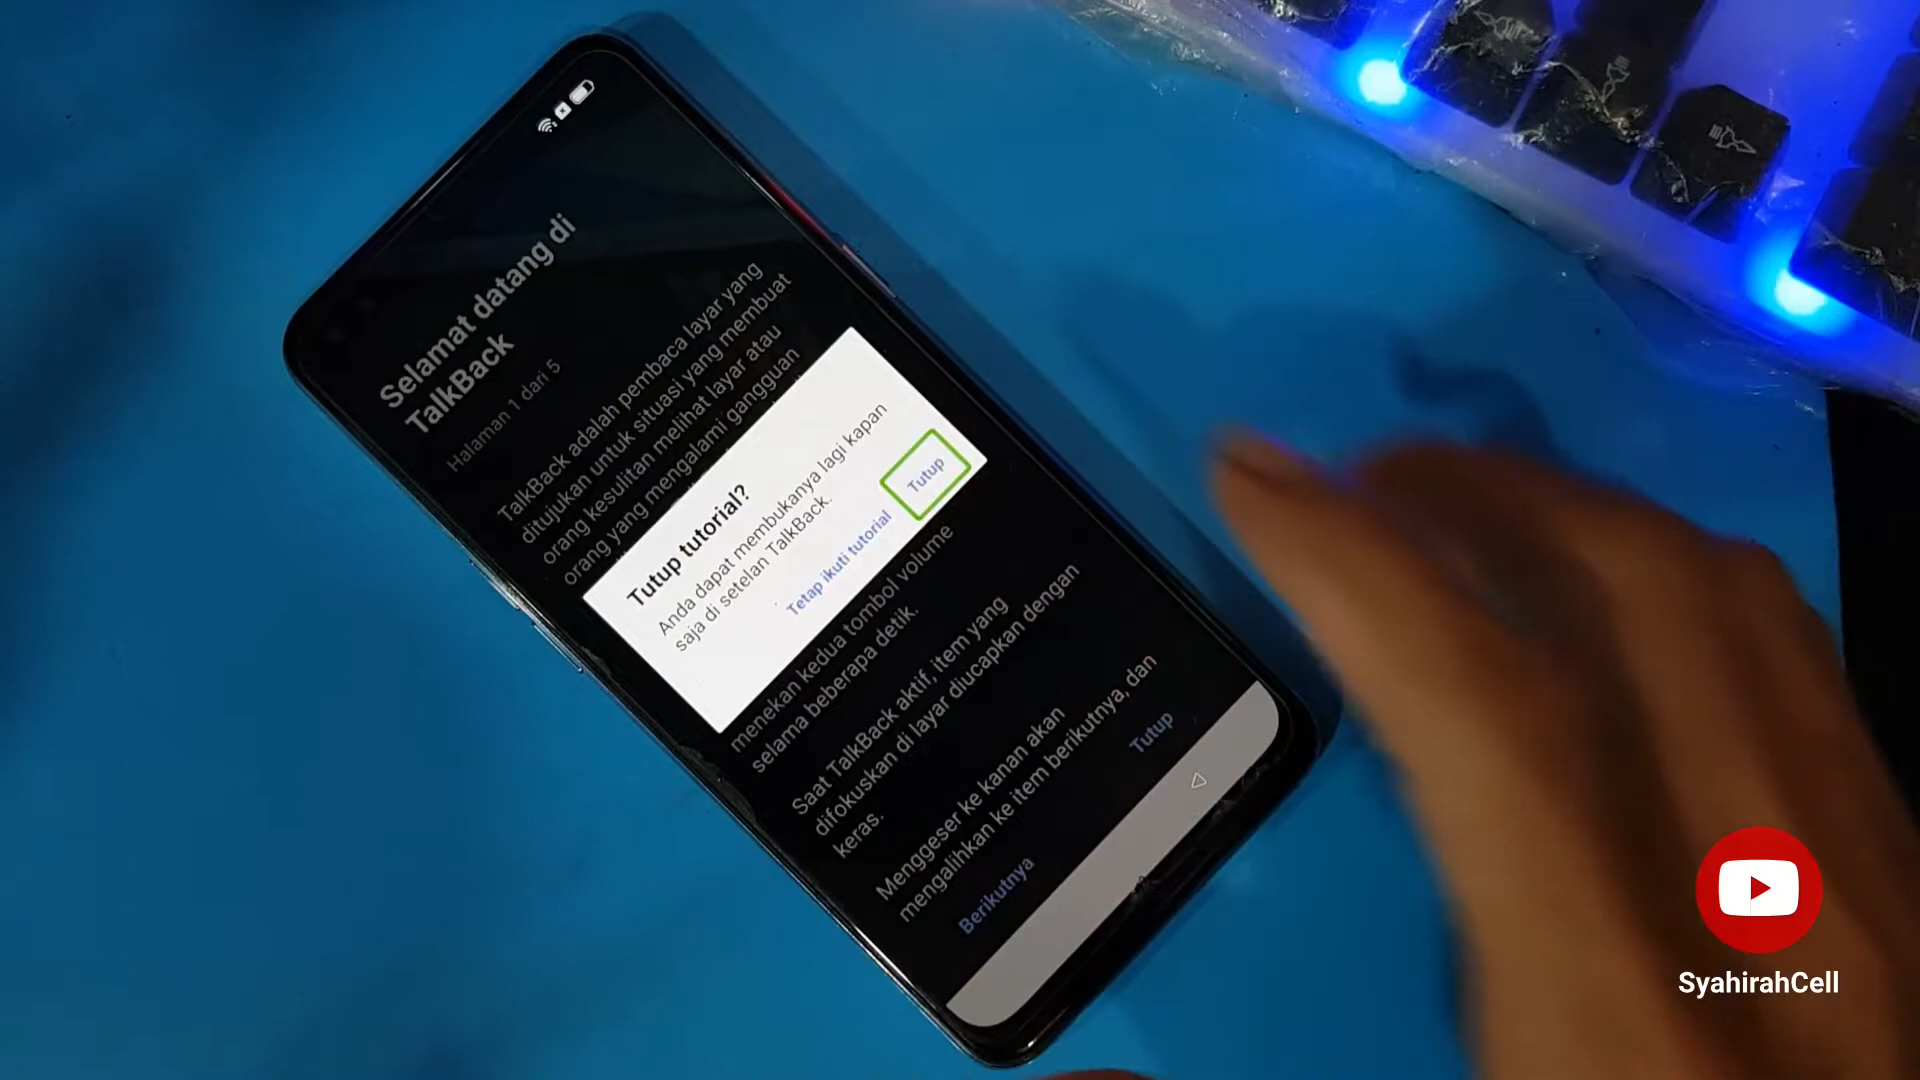 Selamat datang di
TalkBack
Halaman 1 dari 5
TalkBack adalah pembaca layar yang
ditujukan untuk situasi yang membuat
orang kesulitan melihat layar atau
orang yang mengalami gangguan
Tutup tutorial?
Anda dapat membukanya lagi kapan
saja di setelan TalkBack.
Tetap ikuti tutorial
Tutup
menekan kedua tombol volume
selama beberapa detik.
Saat TalkBack aktif, item yang
difokuskan di layar diucapkan dengan
keras.
Menggeser ke kanan akan
mengalihkan ke item berikutnya, dan
Tutup
Berikutnya
SyahirahCell